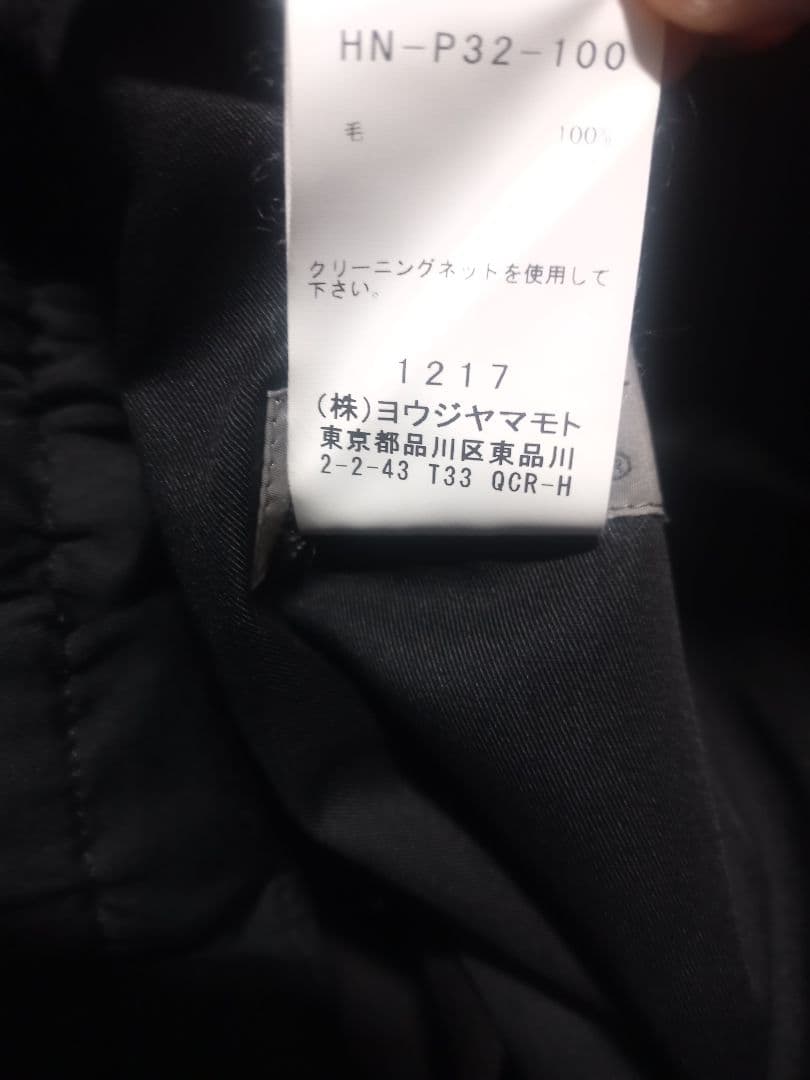 HN-P32-100
毛 100%
クリーニングネットを使用して
下さい。
1217
(株)ヨウジヤマモト
東京都品川区東品川
2-2-43 T33 QCR-H
®